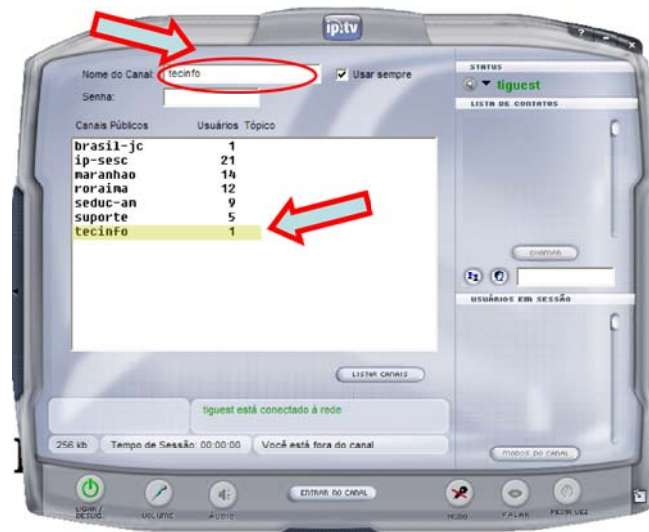 ip.tv
? - x
Nome do Canal: tecinfo Usar sempre
Senha:
Canais Públicos Usuários Tópico
brasil-jc 1
ip-sesc 21
maranhao 14
roraima 12
seduc-am 9
suporte 5
tecinfo 1
LISTAR CANAIS
tiguest está conectado à rede
256 kb Tempo de Sessão: 00:00:00 Você está fora do canal
STATUS
tiguest
LISTA DE CONTATOS
CHAMAR
USUÁRIOS EM SESSÃO
MODOS DO CANAL
LIGAR / DESLIG. VOLUME ÁUDIO ENTRAR NO CANAL MUDO FALAR PEDIR VEZ